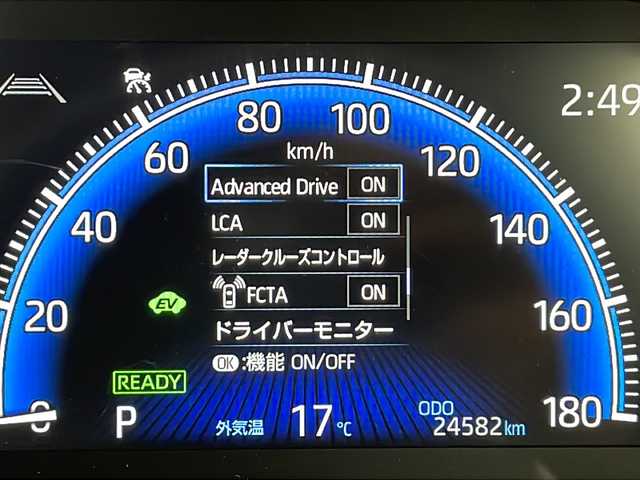 2:49
80
100
km/h
60
120
Advanced Drive ON
LCA ON
40
140
レーダークルーズコントロール
FCTA ON
EV
20
160
ドライバーモニター
OK:機能 ON/OFF
READY
0
180
P
外気温 17℃
ODO
24582km